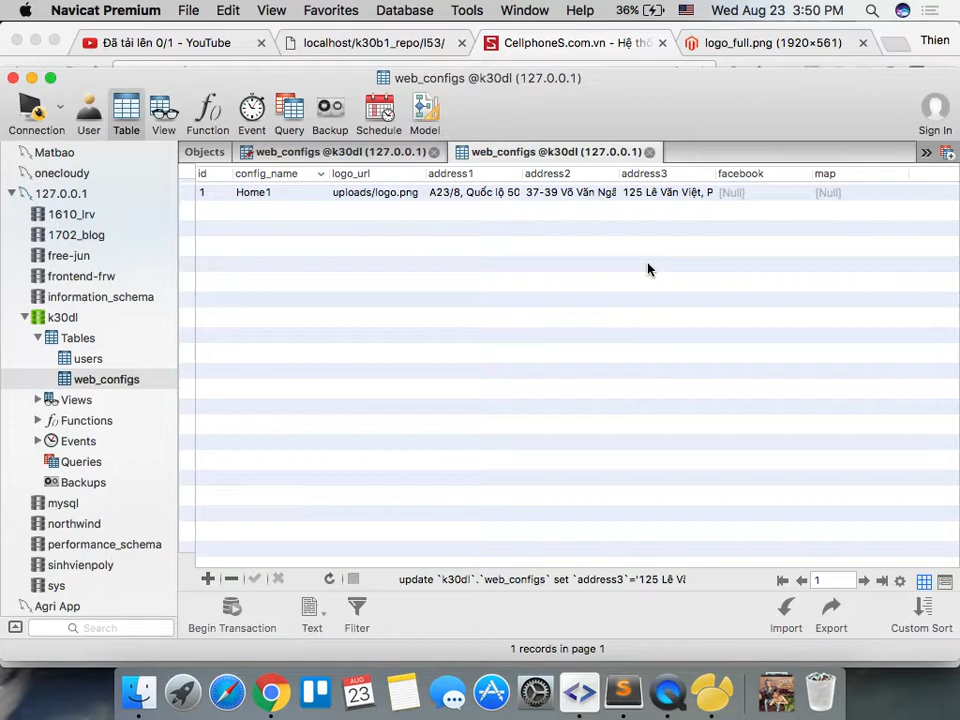 Navicat Premium File Edit View Favorites Database Tools Window Help 36% Wed Aug 23 3:50 PM
Đã tải lên 0/1 - YouTube localhost/k30b1_repo/l53/ CellphoneS.com.vn - Hệ thố logo_full.png (1920×561) Thien
web_configs @k30dl (127.0.0.1)
Connection User Table View Function Event Query Backup Schedule Model Sign In
Objects web_configs @k30dl (127.0.0.1) web_configs @k30dl (127.0.0.1)
id config_name logo_url address1 address2 address3 facebook map
1 Home1 uploads/logo.png A23/8, Quốc lộ 50 37-39 Võ Văn Ngâ 125 Lê Văn Việt, P [Null] [Null]
Matbao
onecloudy
127.0.0.1
1610_lrv
1702_blog
free-jun
frontend-frw
information_schema
k30dl
Tables
users
web_configs
Views
Functions
Events
Queries
Backups
mysql
northwind
performance_schema
sinhvienpoly
sys
Agri App
update `k30dl`.`web_configs` set `address3`='125 Lê Vă
1
Search
Begin Transaction Text Filter Import Export Custom Sort
1 records in page 1
AUG
23